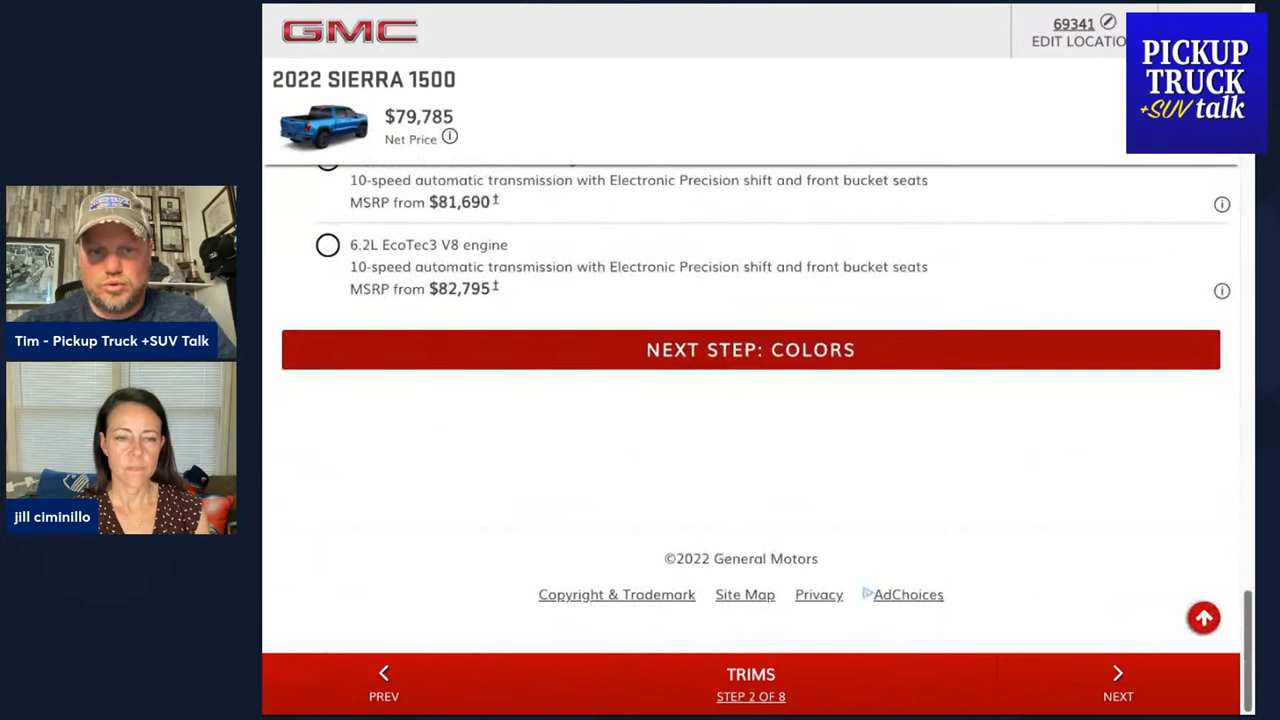 GMC
69341
EDIT LOCATIO
PICKUP
TRUCK
+SUV talk
2022 SIERRA 1500
$79,785
Net Price
10-speed automatic transmission with Electronic Precision shift and front bucket seats
MSRP from $81,690‡
6.2L EcoTec3 V8 engine
10-speed automatic transmission with Electronic Precision shift and front bucket seats
MSRP from $82,795‡
Tim - Pickup Truck +SUV Talk
NEXT STEP: COLORS
jill ciminillo
©2022 General Motors
Copyright & Trademark Site Map Privacy AdChoices
PREV
TRIMS
STEP 2 OF 8
NEXT